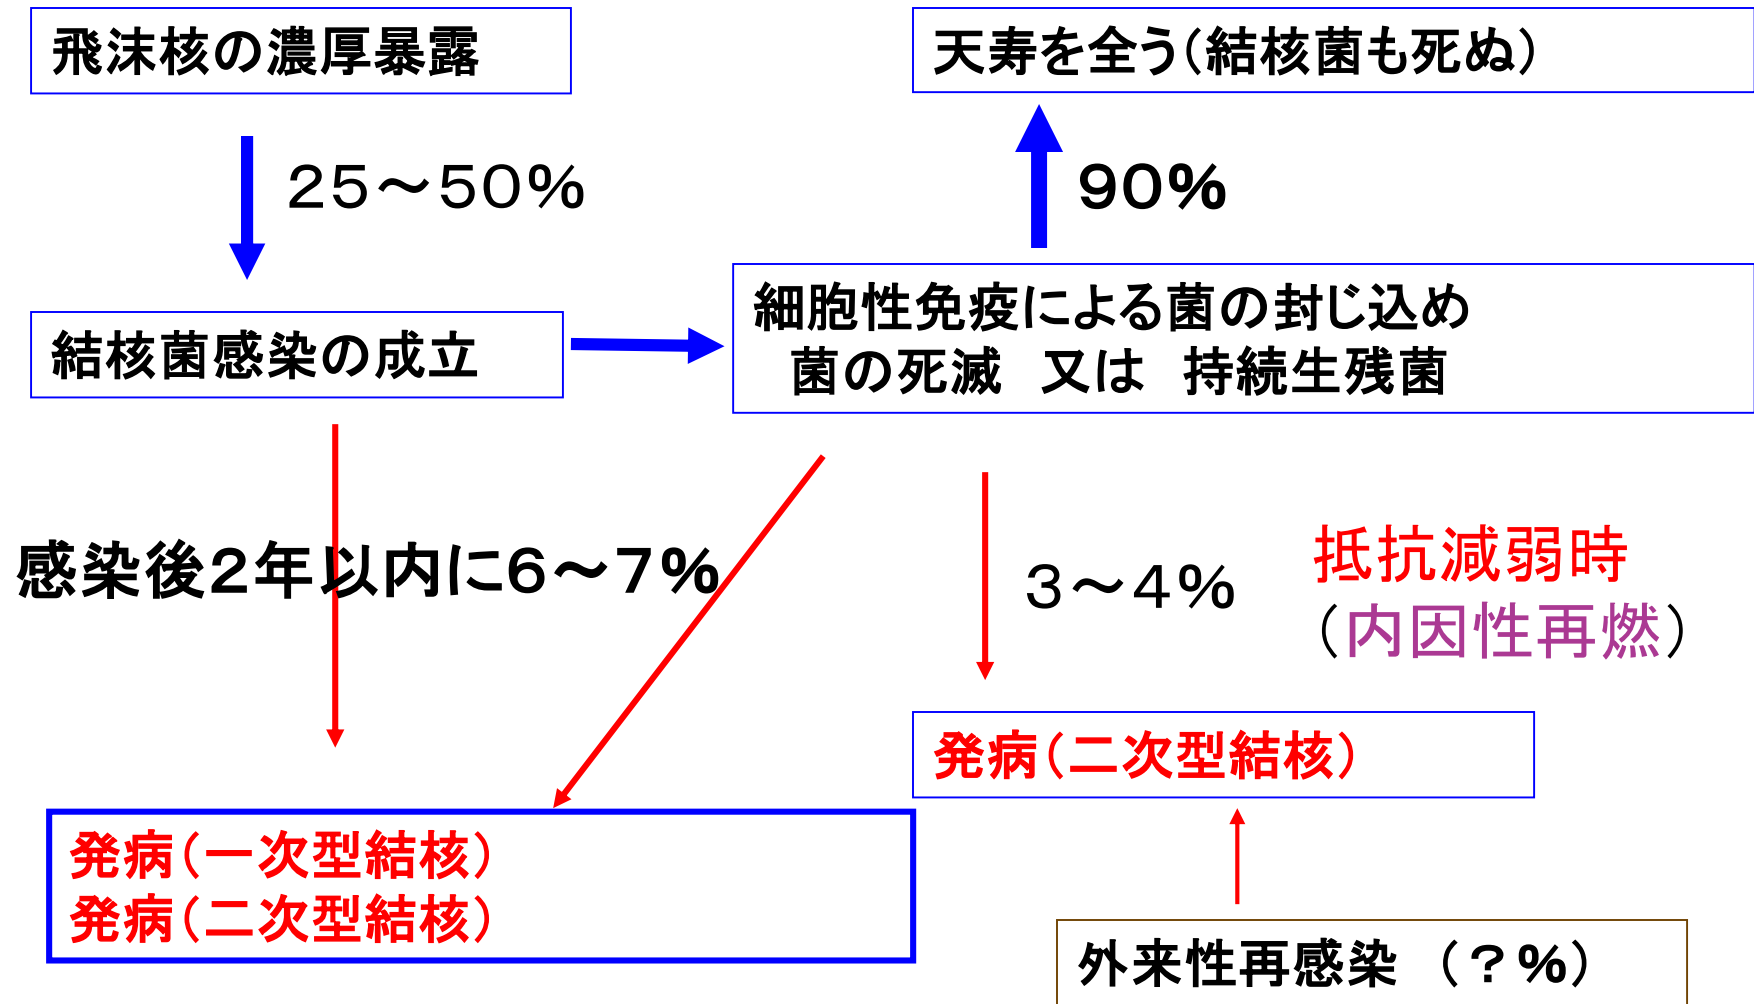 飛沫核の濃厚暴露
天寿を全う（結核菌も死ぬ）
２５～５０％
９０％
結核菌感染の成立
細胞性免疫による菌の封じ込め
菌の死滅　又は　持続生残菌
感染後２年以内に６～７％
３～４％
抵抗減弱時
（内因性再燃）
発病（二次型結核）
発病（一次型結核）
発病（二次型結核）
外来性再感染　（？％）